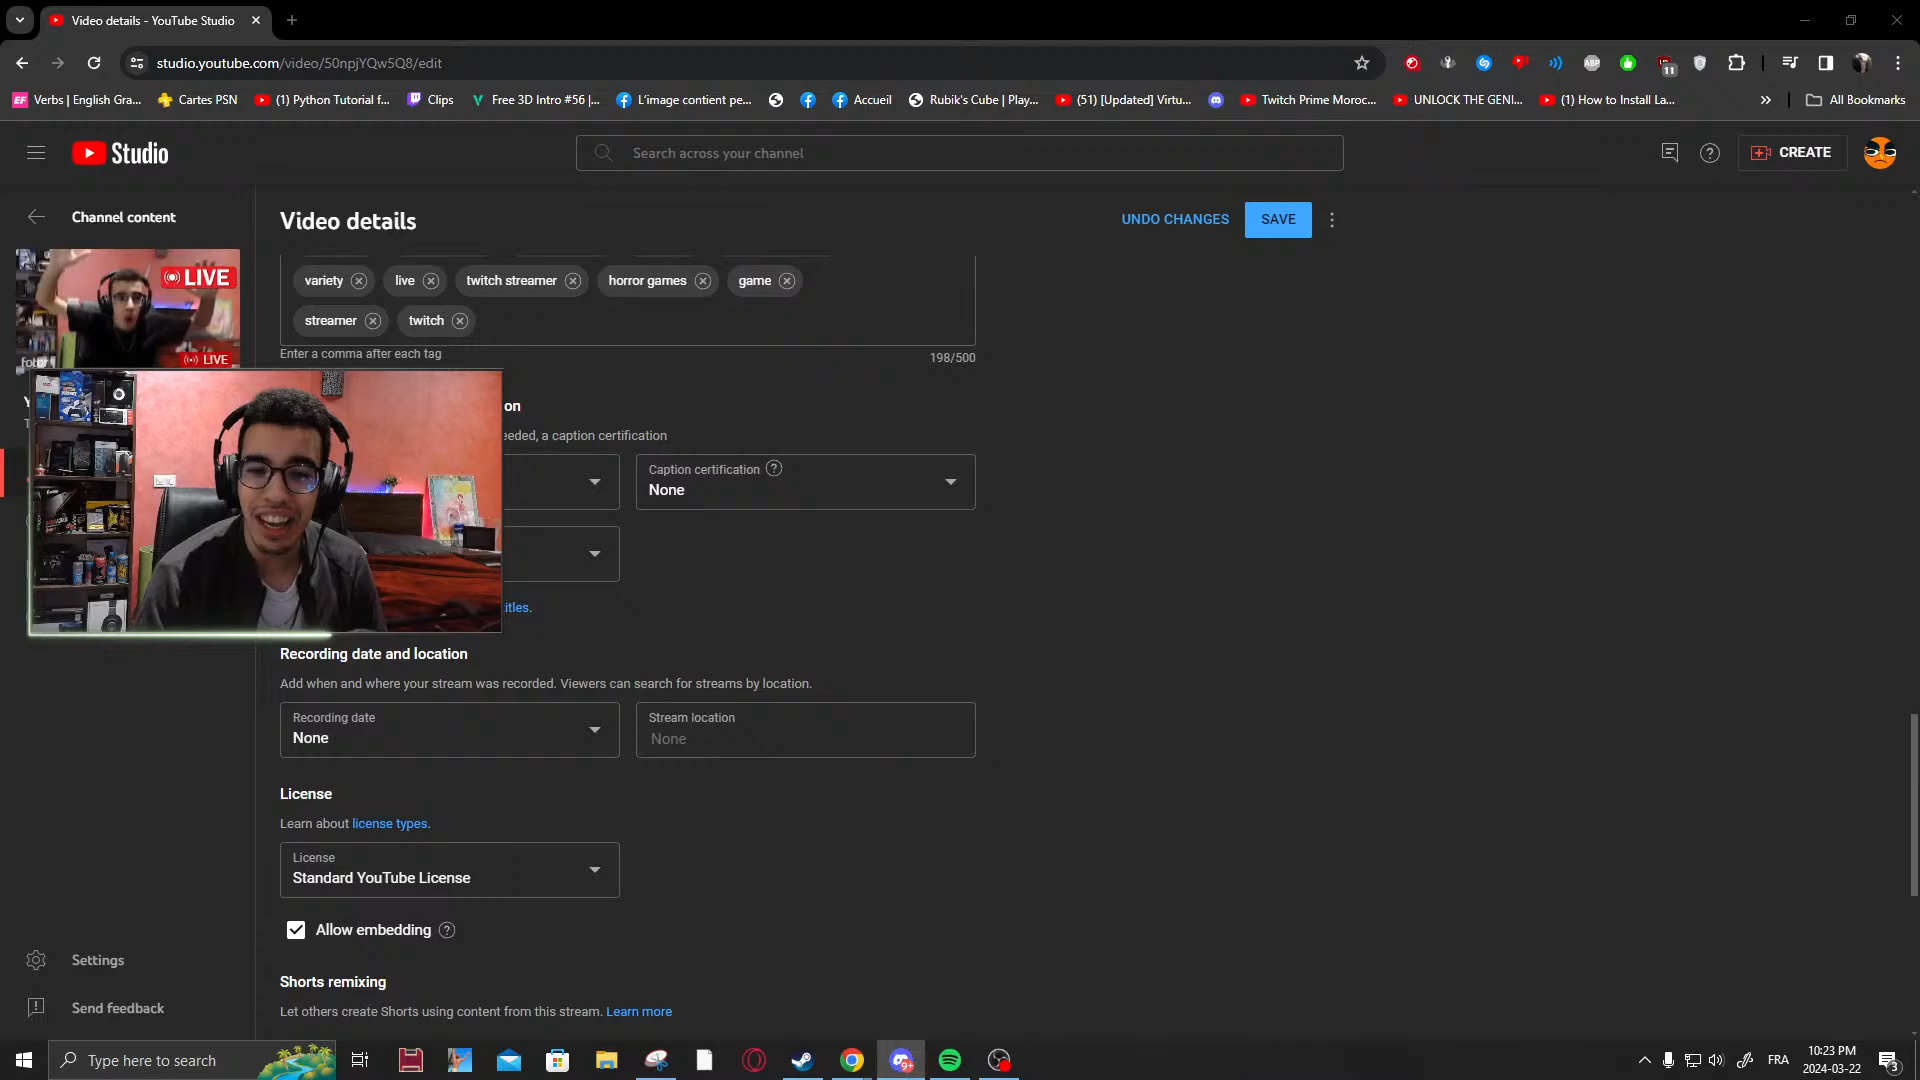 Video details - YouTube Studio
studio.youtube.com/video/50npjYQw5Q8/edit
11
Verbs | English Gra...
Cartes PSN
(1) Python Tutorial f...
Clips
Free 3D Intro #56 |...
L'image contient pe...
Accueil
Rubik's Cube | Play...
(51) [Updated] Virtu...
Twitch Prime Moroc...
UNLOCK THE GENI...
(1) How to Install La...
All Bookmarks
Studio
Search across your channel
CREATE
Channel content
Video details
UNDO CHANGES
SAVE
LIVE
LIVE
variety
live
twitch streamer
horror games
game
streamer
twitch
Enter a comma after each tag
198/500
on
eeded, a caption certification
Caption certification
None
itles.
Recording date and location
Add when and where your stream was recorded. Viewers can search for streams by location.
Recording date
None
Stream location
None
License
Learn about license types.
License
Standard YouTube License
Allow embedding
Settings
Shorts remixing
Send feedback
Let others create Shorts using content from this stream. Learn more
Type here to search
9+
FRA
10:23 PM
2024-03-22
3